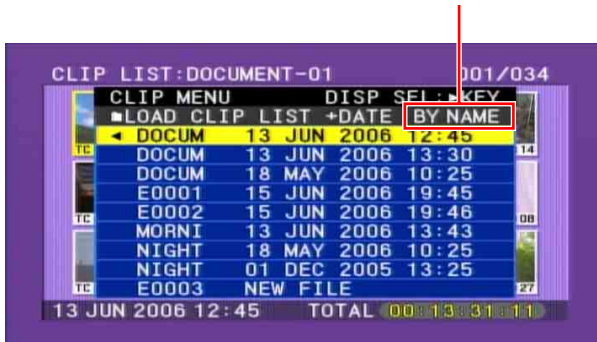 CLIP LIST:DOCUMENT-01 001/034
CLIP MENU DISP SEL:►KEY
LOAD CLIP LIST +DATE BY NAME
◄ DOCUM 13 JUN 2006 12:45
TC DOCUM 13 JUN 2006 13:30 14
DOCUM 18 MAY 2006 10:25
E0001 15 JUN 2006 19:45
TC E0002 15 JUN 2006 19:46 08
MORNI 13 JUN 2006 13:43
NIGHT 18 MAY 2006 10:25
NIGHT 01 DEC 2005 13:25
TC E0003 NEW FILE 27
13 JUN 2006 12:45 TOTAL 00:13:31:11